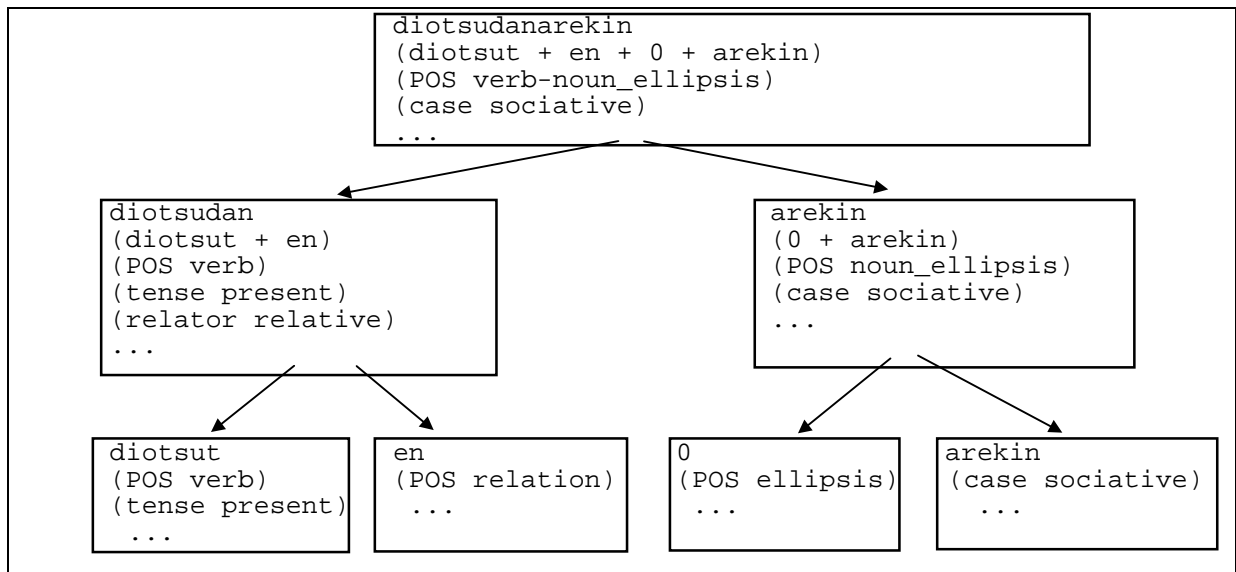 diotsudanarekin
(diotsut + en + 0 + arekin)
(POS verb-noun_ellipsis)
(case sociative)
...
diotsudan
(diotsut + en)
(POS verb)
(tense present)
(relator relative)
...
arekin
(0 + arekin)
(POS noun_ellipsis)
(case sociative)
...
diotsut
(POS verb)
(tense present)
...
en
(POS relation)
...
0
(POS ellipsis)
...
arekin
(case sociative)
...